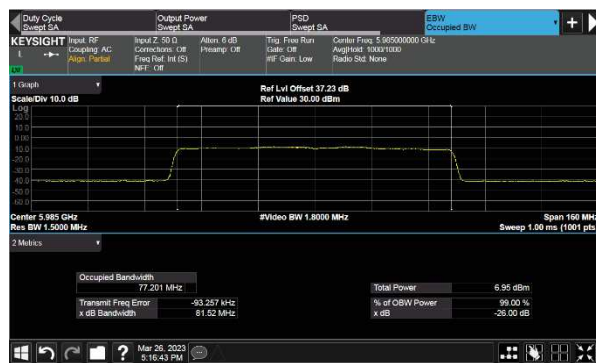 Duty Cycle
Swept SA
Output Power
Swept SA
PSD
Swept SA
EBW
Occupied BW
KEYSIGHT
Input: RF
Coupling: AC
Align: Partial
Input Z: 50 Ω
Corrections: Off
Freq Ref: Int (S)
NFE: Off
Atten: 6 dB
Preamp: Off
Trig: Free Run
Gate: Off
#IF Gain: Low
Center Freq: 5.985000000 GHz
Avg|Hold: 1000/1000
Radio Std: None
1 Graph
Scale/Div 10.0 dB
Ref Lvl Offset 37.23 dB
Ref Value 30.00 dBm
Log
20.0
10.0
0.00
-10.0
-20.0
-30.0
-40.0
-50.0
-60.0
Center 5.985 GHz
Res BW 1.5000 MHz
#Video BW 1.8000 MHz
Span 160 MHz
Sweep 1.00 ms (1001 pts
2 Metrics
Occupied Bandwidth
77.201 MHz
Total Power 6.95 dBm
Transmit Freq Error -93.257 kHz
% of OBW Power 99.00 %
x dB Bandwidth 81.52 MHz
x dB -26.00 dB
Mar 26, 2023
5:16:43 PM